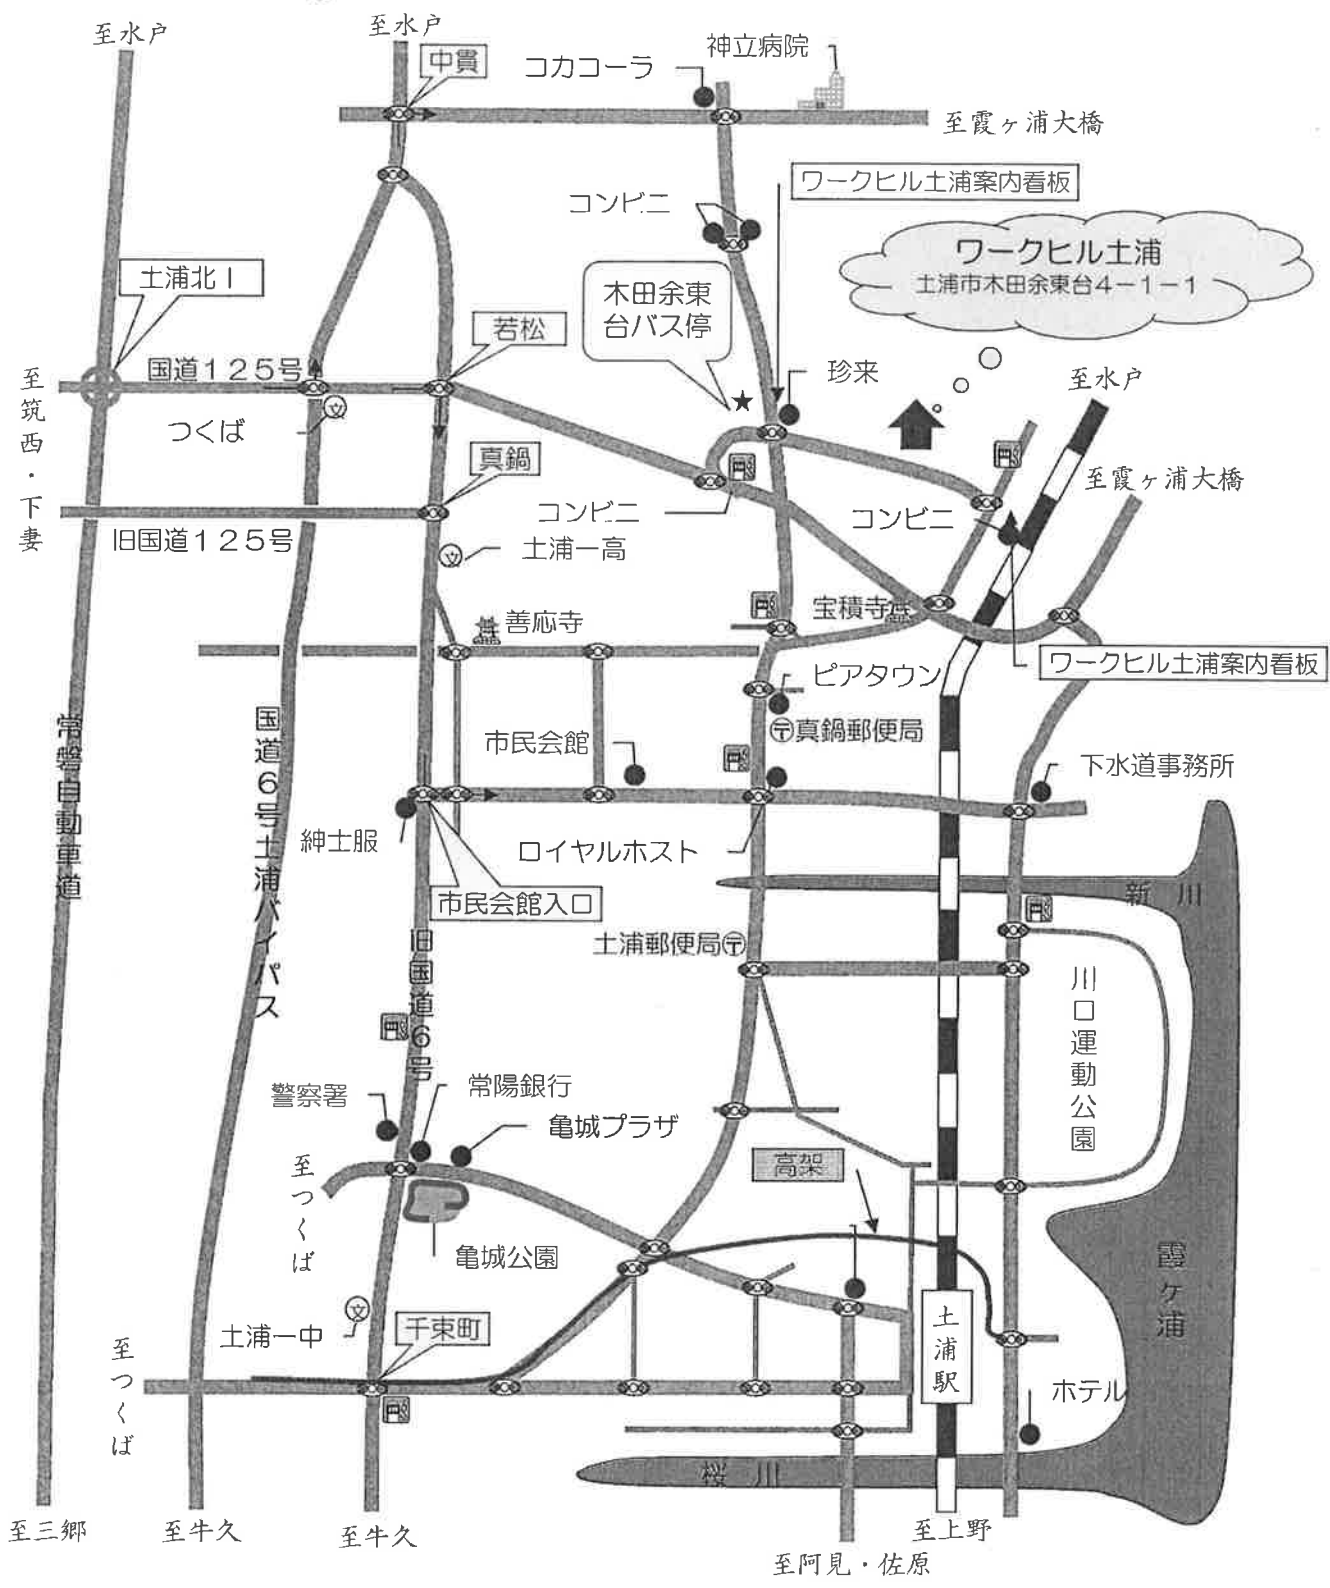 至水戸
至水戸
中貫
コカコーラ
神立病院
至霞ヶ浦大橋
ワークヒル土浦案内看板
コンビニ
ワークヒル土浦
土浦市木田余東台4-1-1
土浦北I
木田余東
台バス停
若松
国道125号
至筑西・下妻
珍来
至水戸
つくば
文
真鍋
至霞ヶ浦大橋
コンビニ
コンビニ
旧国道125号
文
土浦一高
善応寺
宝積寺
ワークヒル土浦案内看板
ピアタウン
〒真鍋郵便局
常磐自動車道
国道6号土浦バイパス
市民会館
下水道事務所
紳士服
ロイヤルホスト
市民会館入口
新川
旧国道6号
土浦郵便局〒
川口運動公園
警察署
常陽銀行
亀城プラザ
高架
至つくば
亀城公園
霞ヶ浦
文
土浦一中
千束町
土浦駅
至つくば
ホテル
桜川
至三郷
至牛久
至牛久
至上野
至阿見・佐原